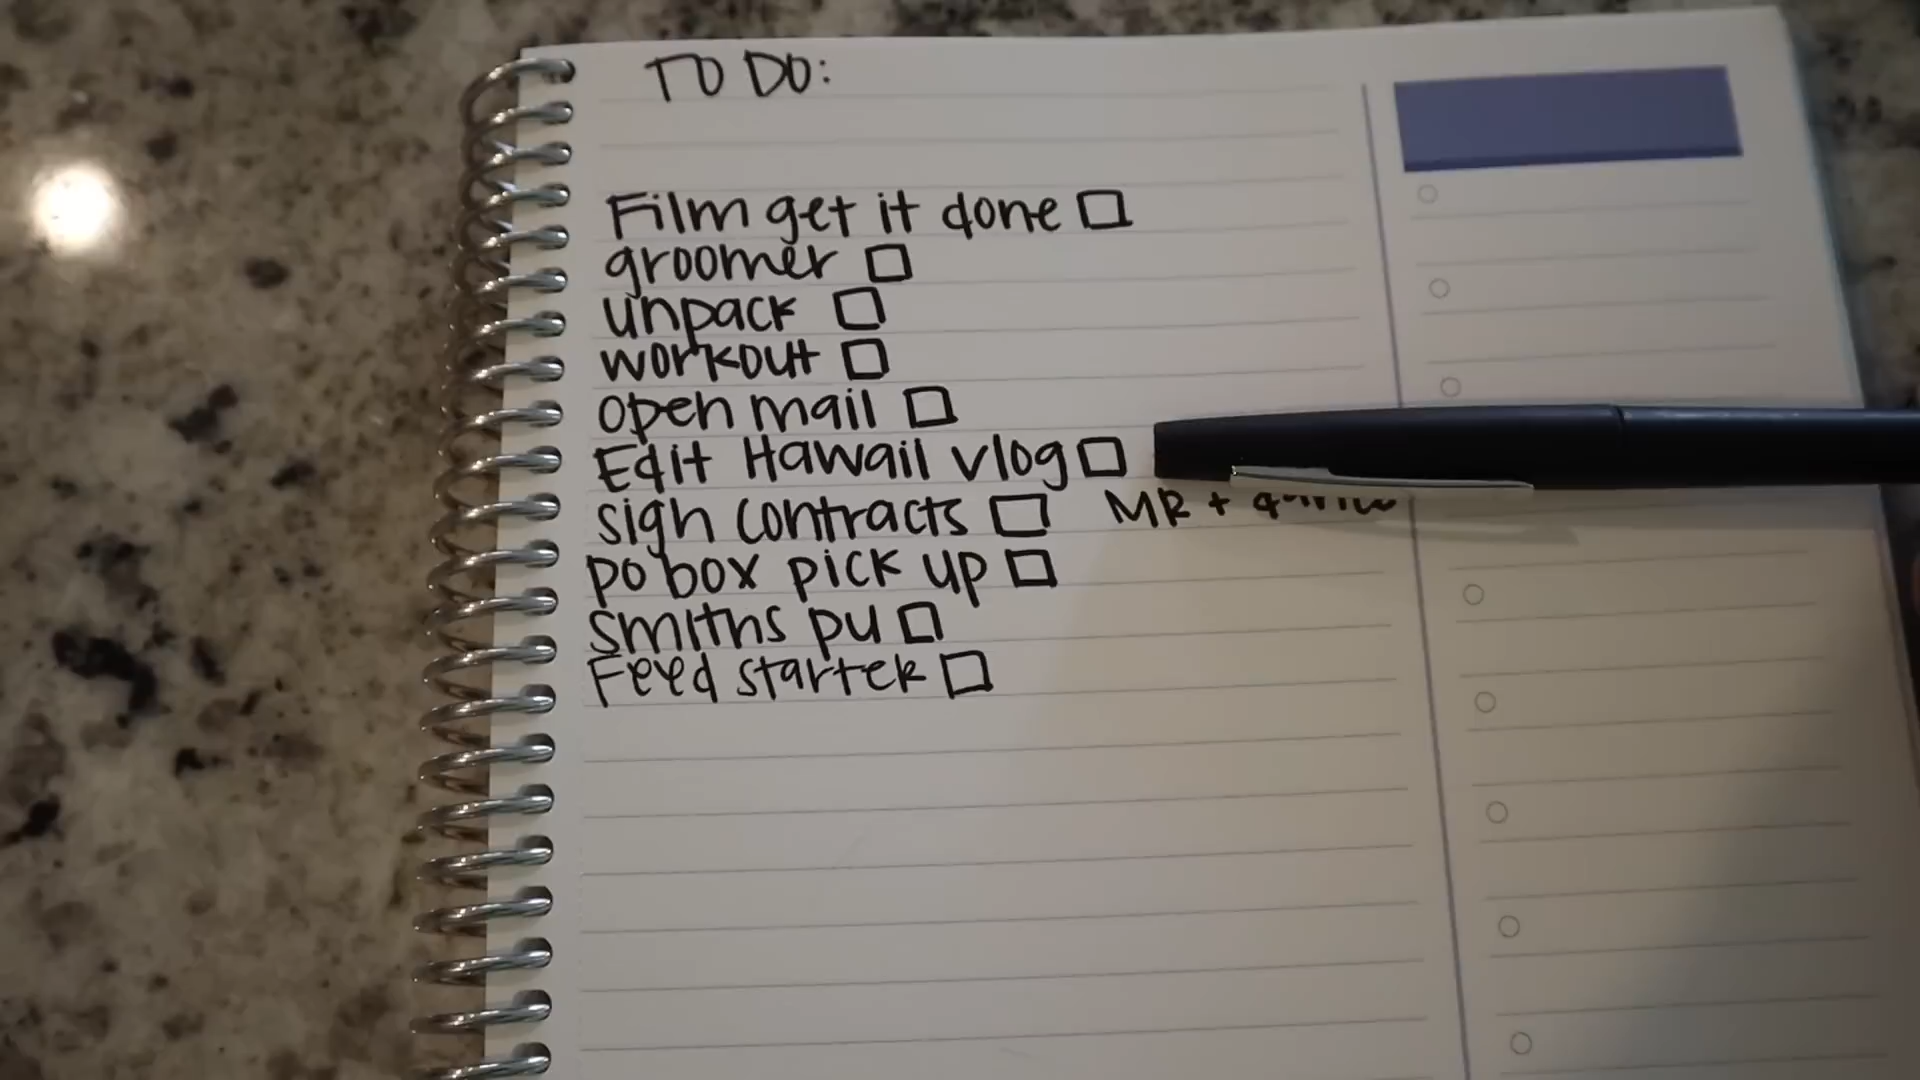 TO DO:
Film get it done
groomer
unpack
workout
open mail
Edit Hawaii vlog
sign contracts MR +
po box pick up
smiths pu
Feed starter